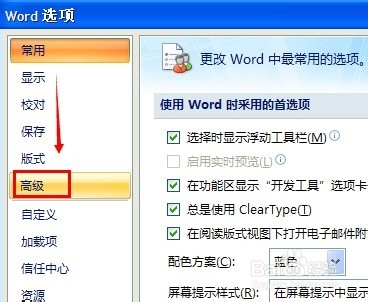 Word 选项
常用
显示
校对
保存
版式
高级
自定义
加载项
信任中心
资源
更改 Word 中最常用的选项。
使用 Word 时采用的首选项
选择时显示浮动工具栏(M)
启用实时预览(L)
在功能区显示“开发工具”选项卡
总是使用 ClearType(T)
在阅读版式视图下打开电子邮件附
配色方案(C): 蓝色
屏幕提示样式(R): 在屏幕提示中显示